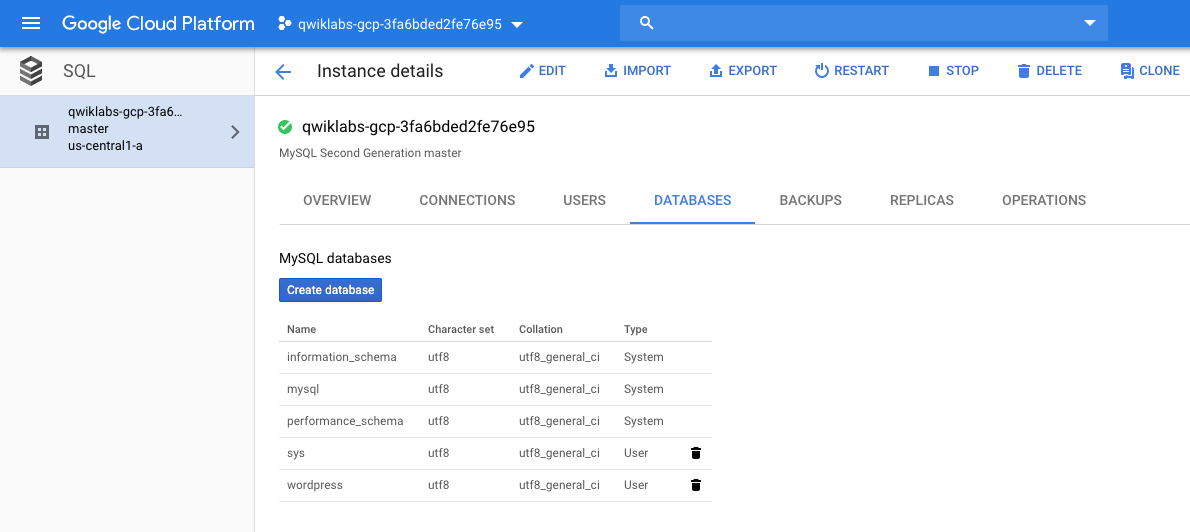 Google Cloud Platform
qwiklabs-gcp-3fa6bded2fe76e95
SQL
qwiklabs-gcp-3fa6...
master
us-central1-a
Instance details
EDIT
IMPORT
EXPORT
RESTART
STOP
DELETE
CLONE
qwiklabs-gcp-3fa6bded2fe76e95
MySQL Second Generation master
OVERVIEW
CONNECTIONS
USERS
DATABASES
BACKUPS
REPLICAS
OPERATIONS
MySQL databases
Create database
Name Character set Collation Type
information_schema utf8 utf8_general_ci System
mysql utf8 utf8_general_ci System
performance_schema utf8 utf8_general_ci System
sys utf8 utf8_general_ci User
wordpress utf8 utf8_general_ci User